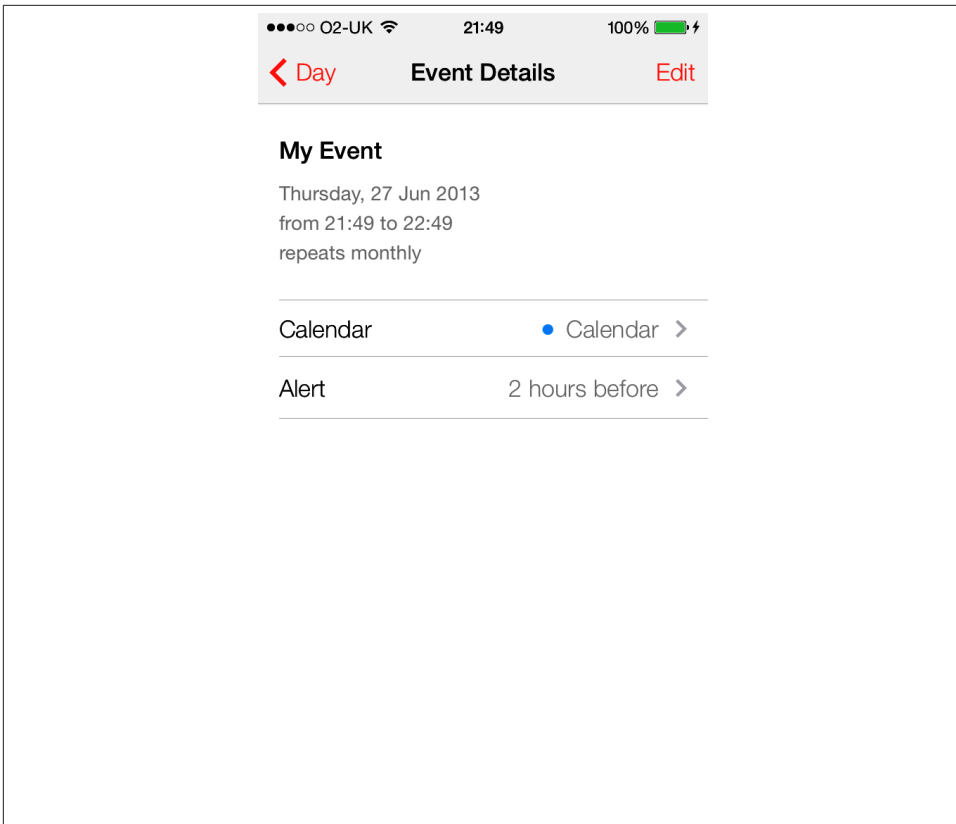 O2-UK 21:49 100%
Day Event Details Edit
My Event
Thursday, 27 Jun 2013
from 21:49 to 22:49
repeats monthly
Calendar Calendar
Alert 2 hours before